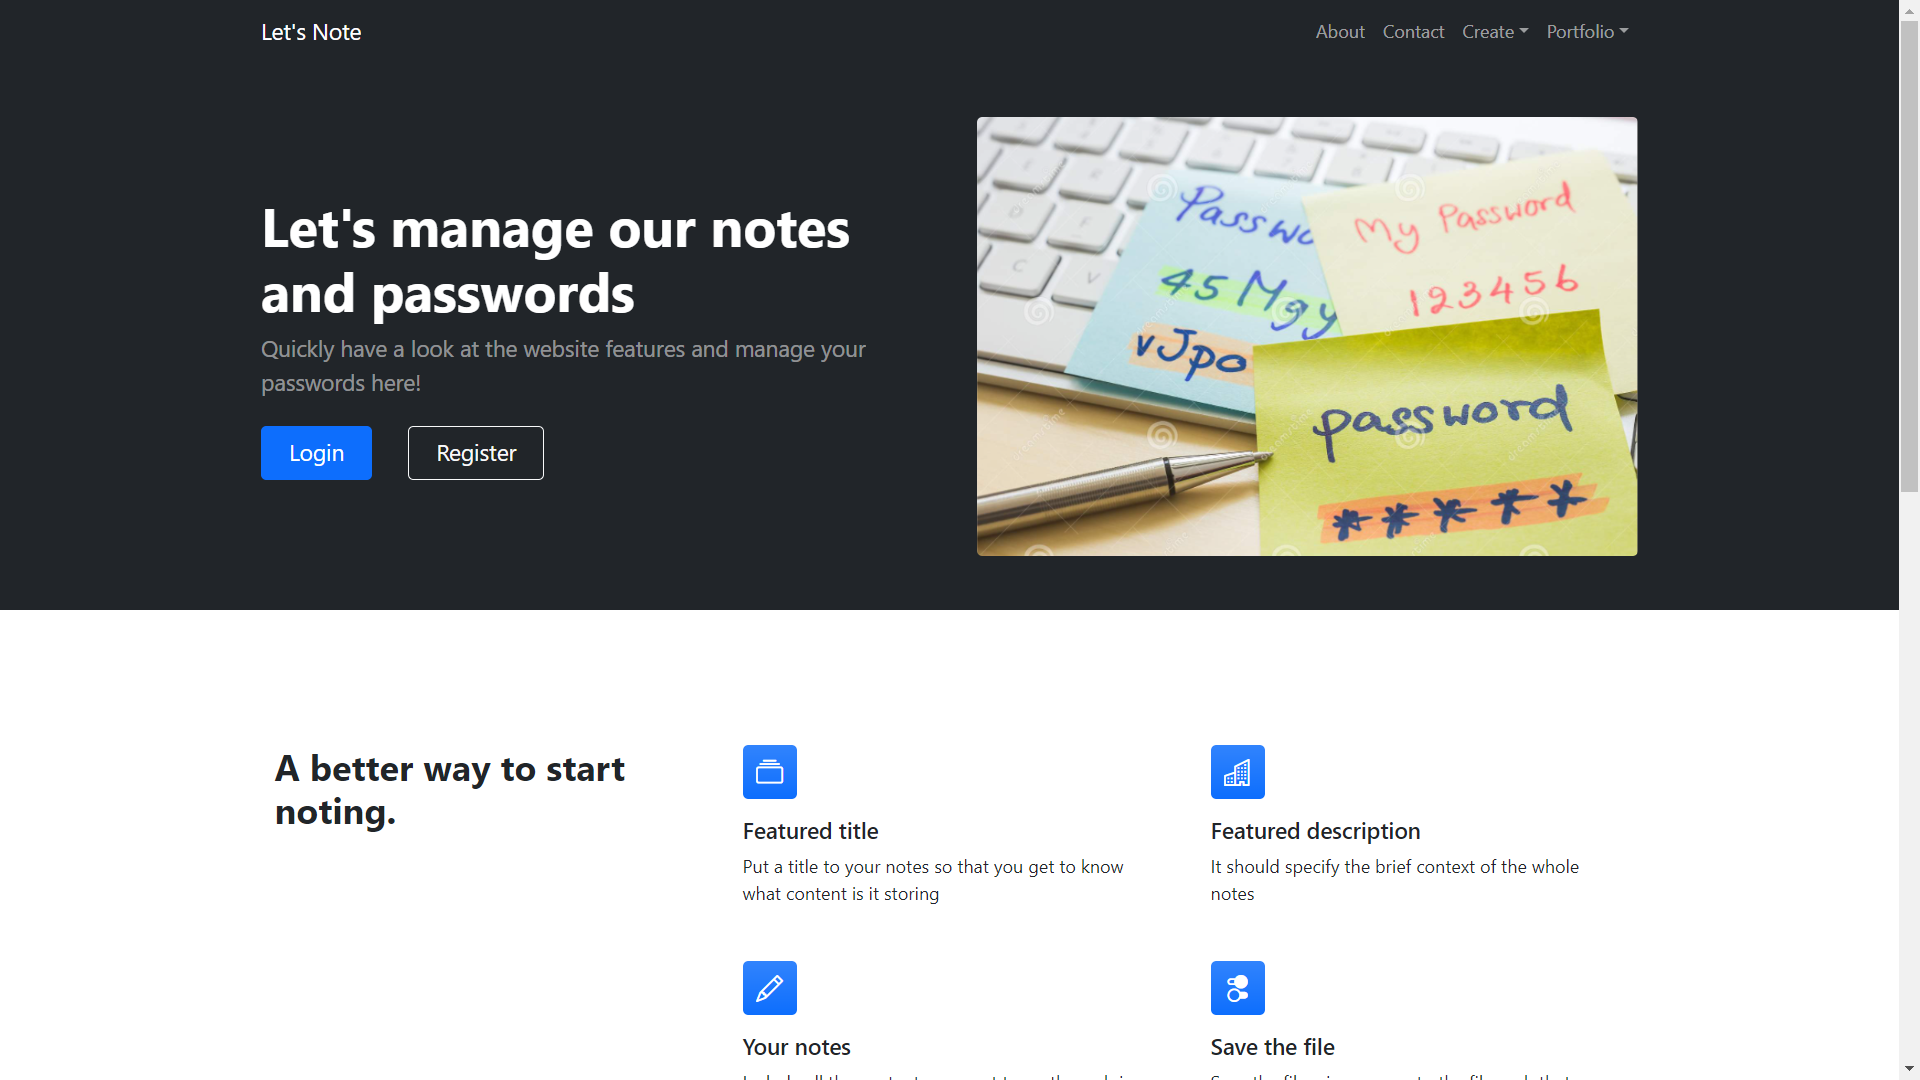 Let's Note
About
Contact
Create
Portfolio
Let's manage our notes
and passwords
Quickly have a look at the website features and manage your
passwords here!
Login
Register
My Password
123456
45 Mgy
vJpo
password
*****
A better way to start
noting.
Featured title
Put a title to your notes so that you get to know
what content is it storing
Featured description
It should specify the brief context of the whole
notes
Your notes
Save the file